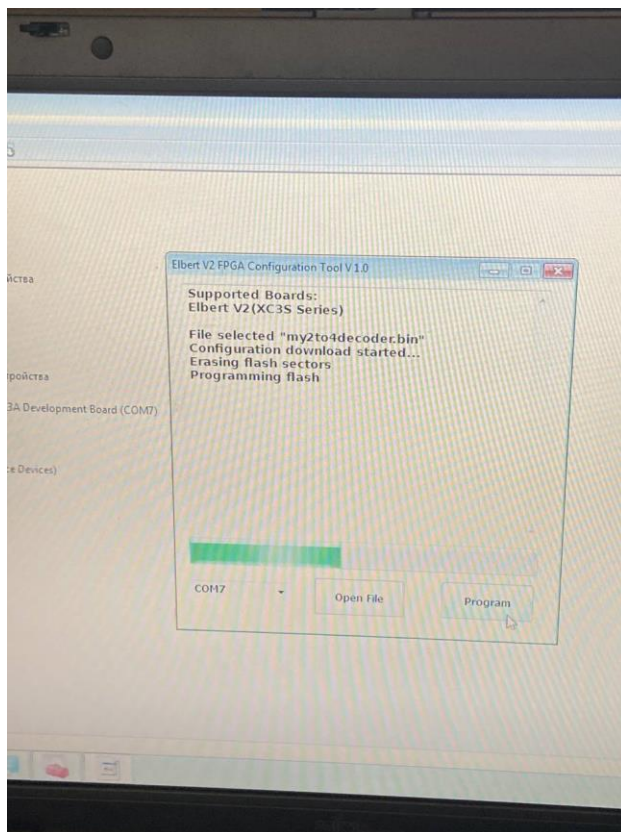 Elbert V2 FPGA Configuration Tool V 1.0
йства
Supported Boards:
Elbert V2(XC3S Series)
File selected "my2to4decoder.bin"
Configuration download started...
Erasing flash sectors
Programming flash
ройства
3A Development Board (COM7)
e Devices)
COM7
Open File
Program